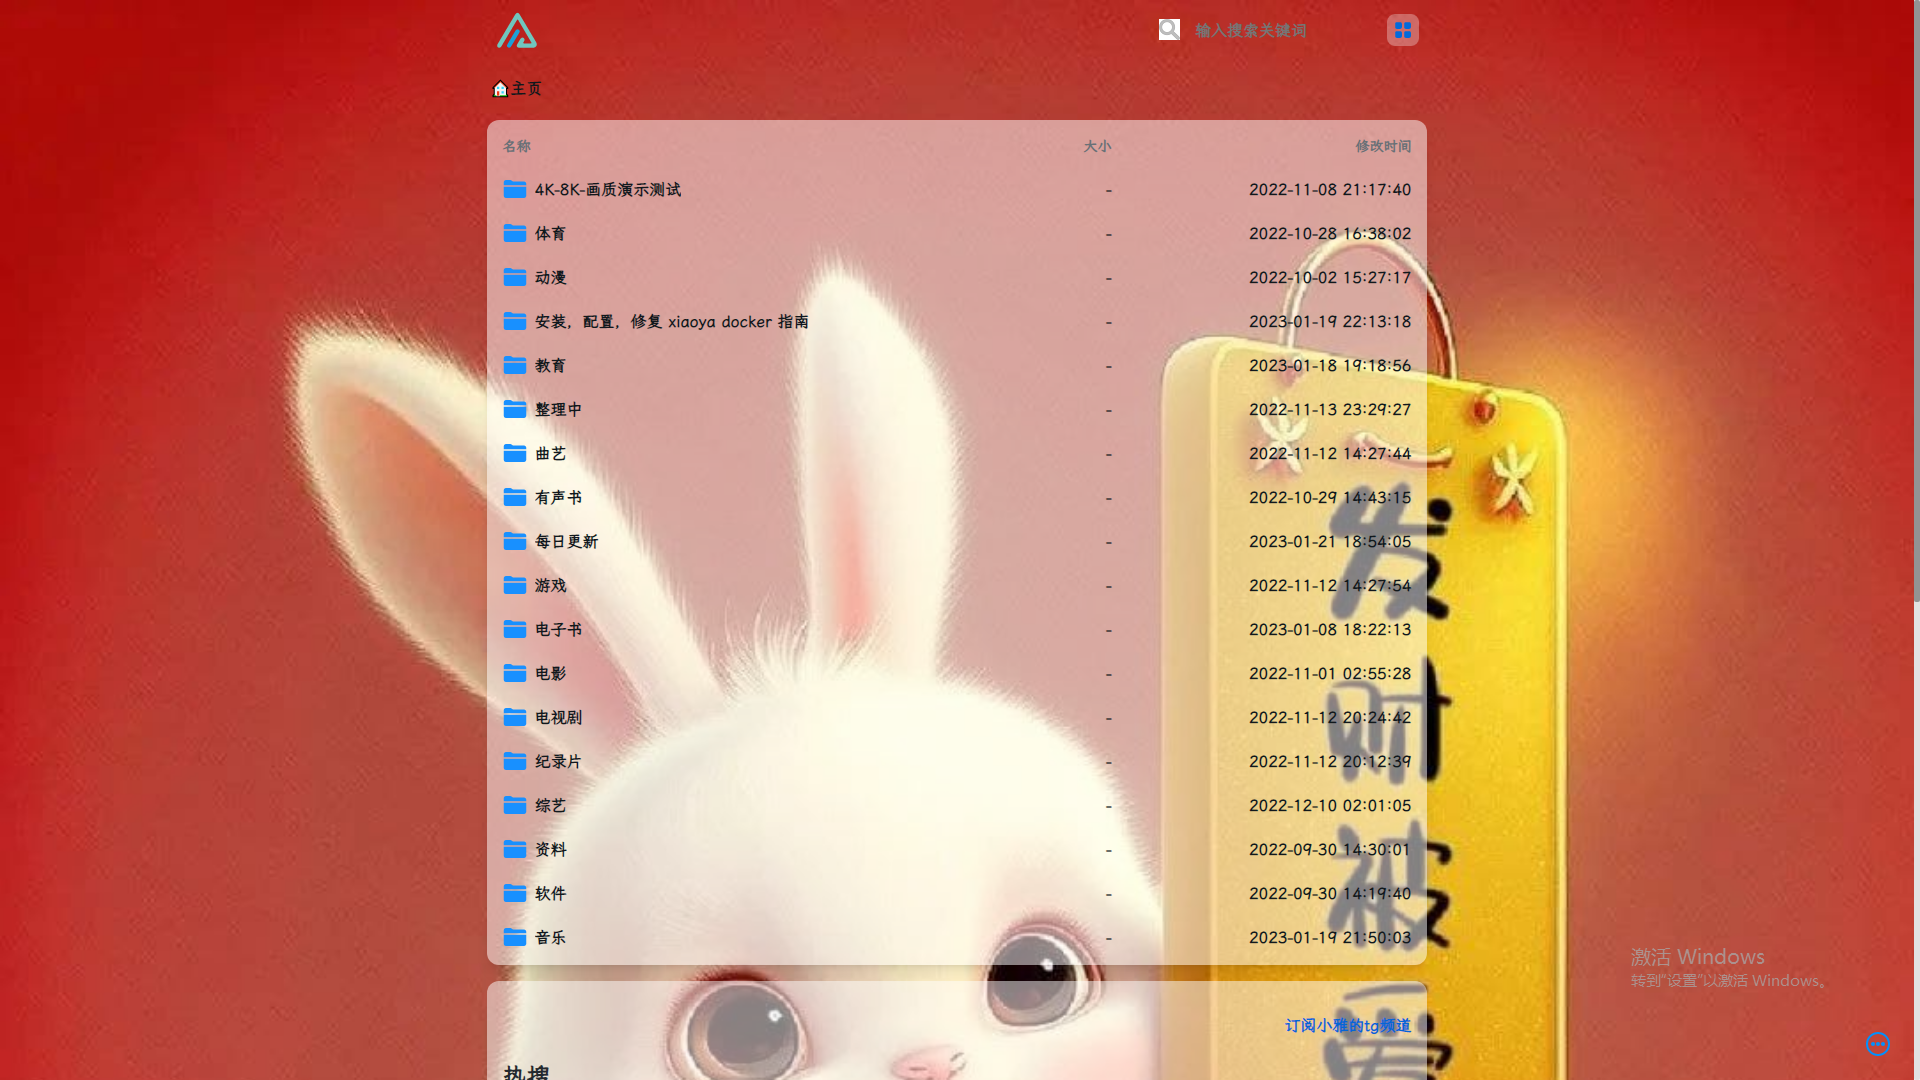 输入搜索关键词
主页
名称 大小 修改时间
4K-8K-画质演示测试 - 2022-11-08 21:17:40
体育 - 2022-10-28 16:38:02
动漫 - 2022-10-02 15:27:17
安装，配置，修复 xiaoya docker 指南 - 2023-01-19 22:13:18
教育 - 2023-01-18 19:18:56
整理中 - 2022-11-13 23:29:27
曲艺 - 2022-11-12 14:27:44
有声书 - 2022-10-29 14:43:15
每日更新 - 2023-01-21 18:54:05
游戏 - 2022-11-12 14:27:54
电子书 - 2023-01-08 18:22:13
电影 - 2022-11-01 02:55:28
电视剧 - 2022-11-12 20:24:42
纪录片 - 2022-11-12 20:12:39
综艺 - 2022-12-10 02:01:05
资料 - 2022-09-30 14:30:01
软件 - 2022-09-30 14:19:40
音乐 - 2023-01-19 21:50:03
订阅小雅的tg频道
热搜
一
发
财
被
激活 Windows
转到“设置”以激活 Windows。